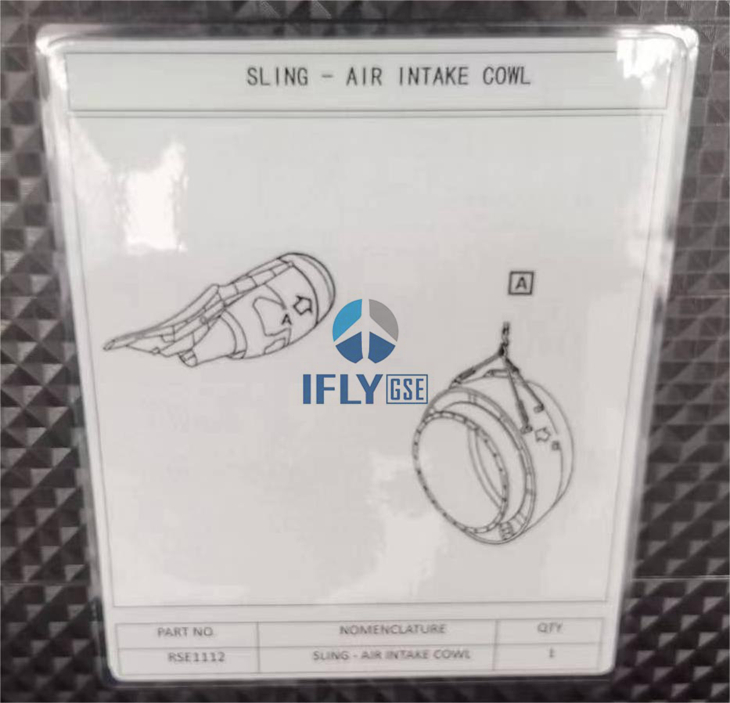 SLING - AIR INTAKE COWL
A
A
IFLY GSE
B
PART NO. NOMENCLATURE QTY
RSE1112 SLING - AIR INTAKE COWL 1